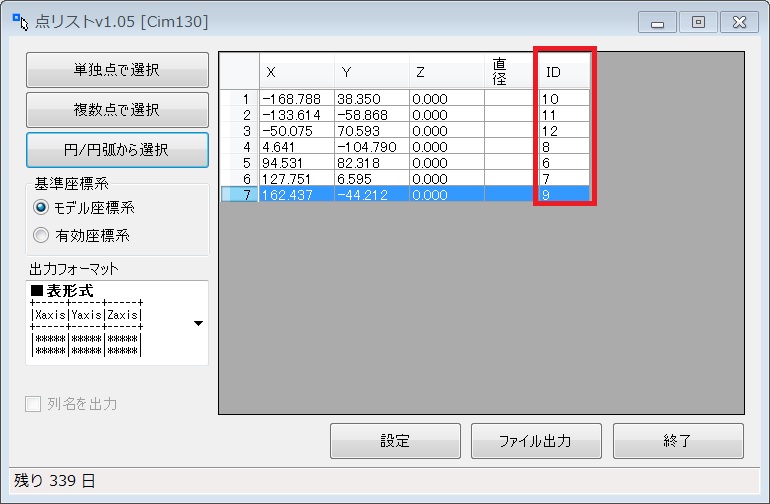 点リストv1.05 [Cim130]
単独点で選択
複数点で選択
円/円弧から選択
基準座標系
モデル座標系
有効座標系
出力フォーマット
■表形式
+-----+-----+-----+
|Xaxis|Yaxis|Zaxis|
+-----+-----+-----+
|*****|*****|*****|
|*****|*****|*****|
列名を出力
X Y Z 直径 ID
1 -168.788 38.350 0.000 10
2 -133.614 -58.868 0.000 11
3 -50.075 70.593 0.000 12
4 4.641 -104.790 0.000 8
5 94.531 82.318 0.000 6
6 127.751 6.595 0.000 7
7 162.437 -44.212 0.000 9
設定 ファイル出力 終了
残り 339 日